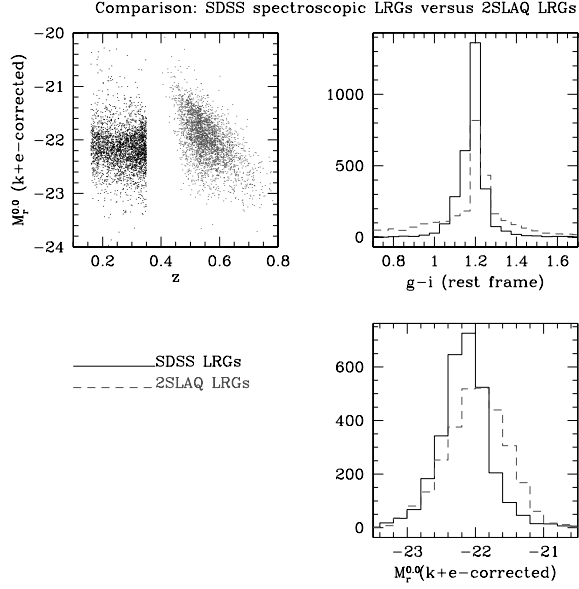 Comparison: SDSS spectroscopic LRGs versus 2SLAQ LRGs
−20
−21
−22
−23
−24
M_r^0.0 (k+e−corrected)
0.2 0.4 0.6 0.8
z
1000
500
0
0.8 1 1.2 1.4 1.6
g−i (rest frame)
SDSS LRGs
2SLAQ LRGs
600
400
200
0
−23 −22 −21
M_r^0.0(k+e−corrected)